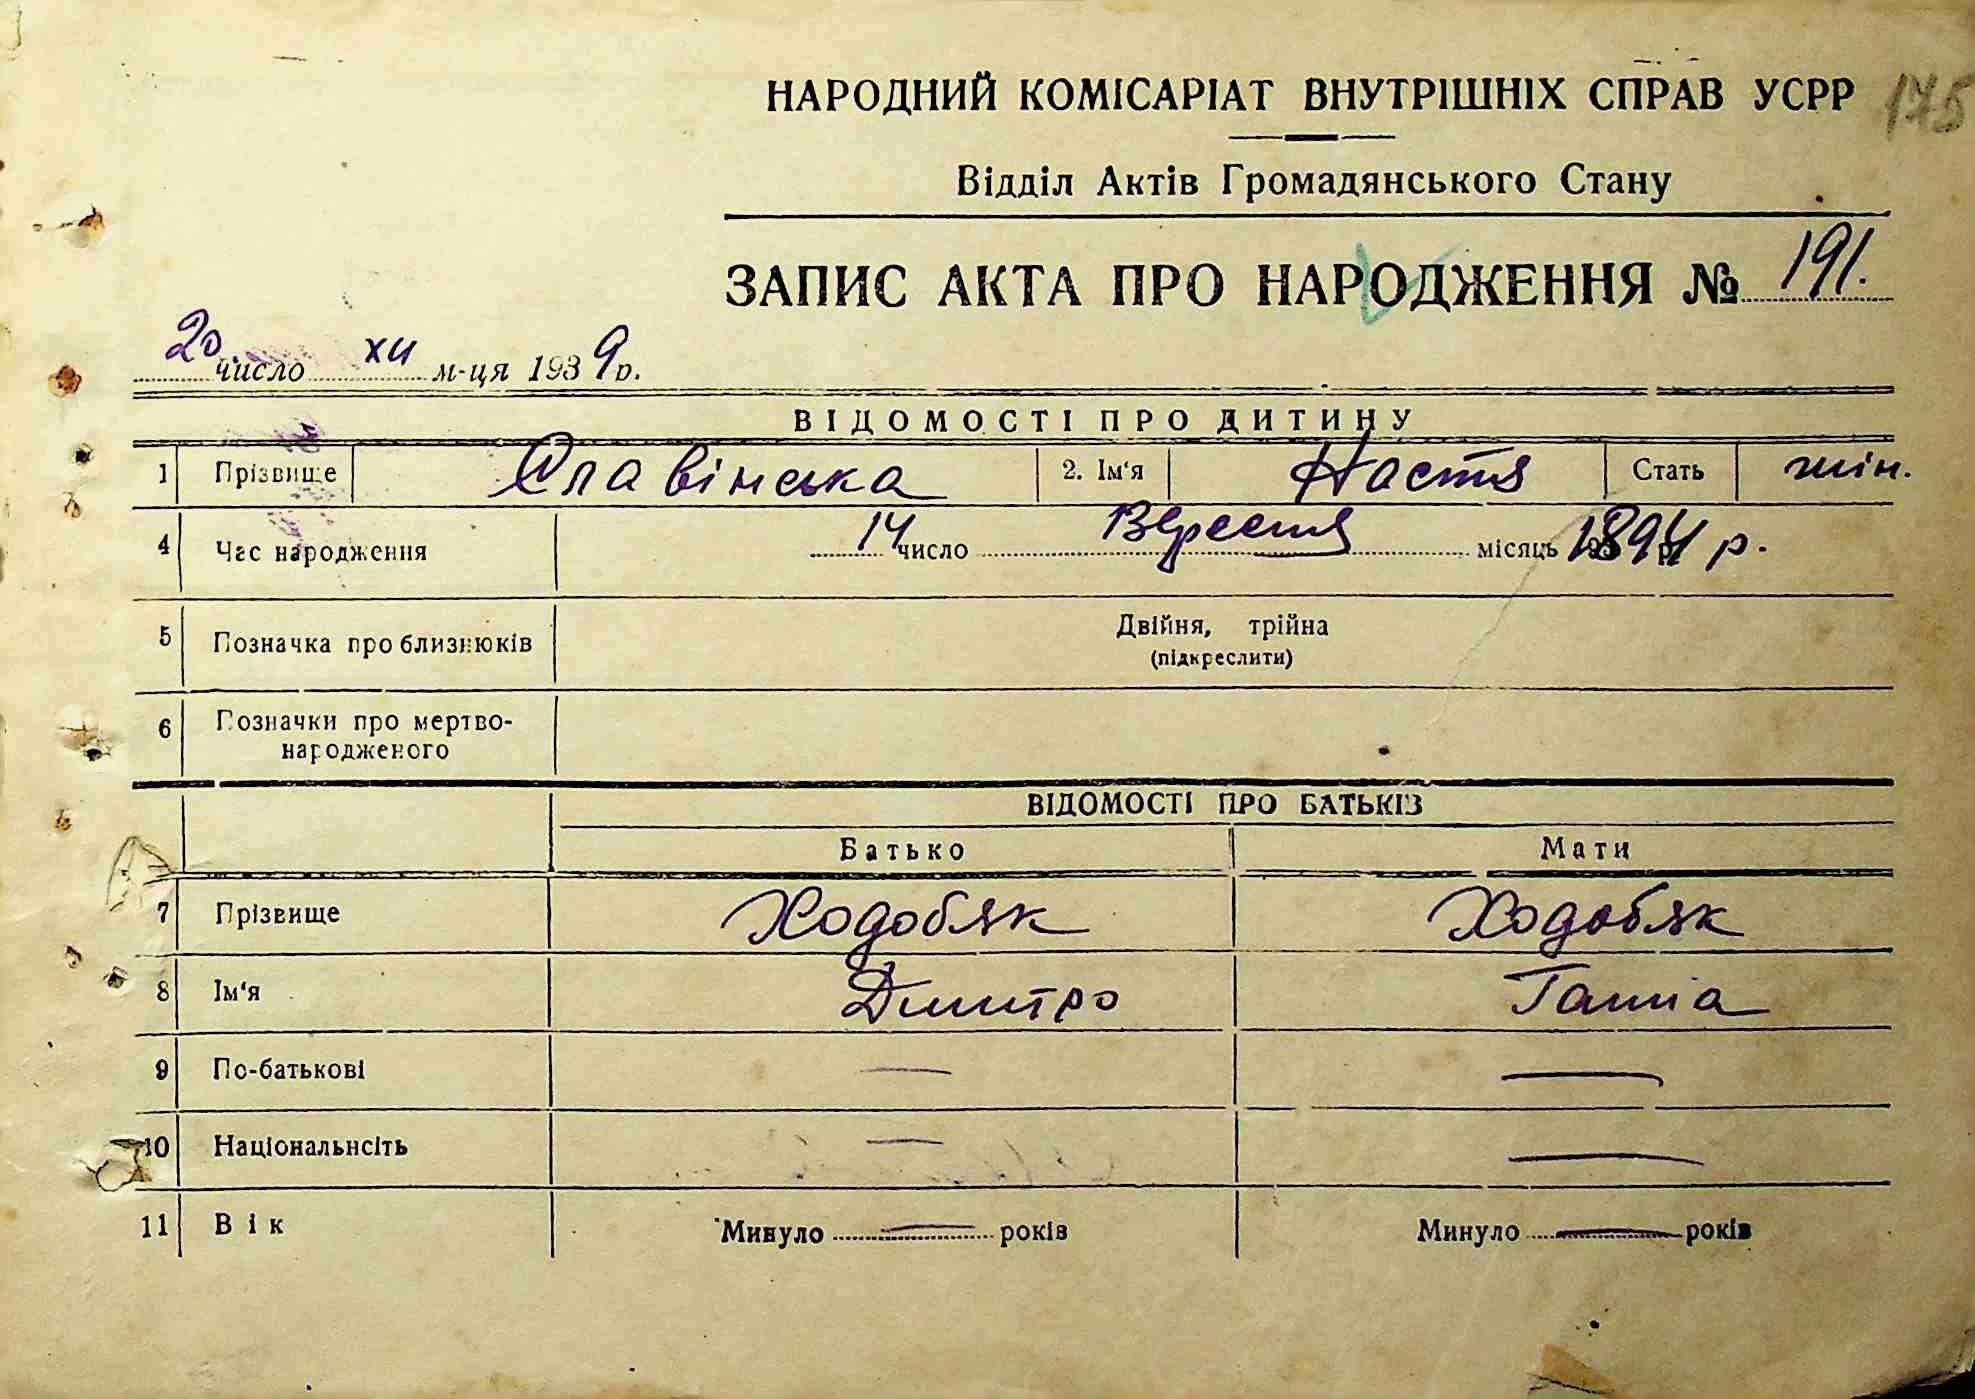 НАРОДНИЙ КОМІСАРІАТ ВНУТРІШНІХ СПРАВ УСРР 175
Відділ Актів Громадянського Стану
ЗАПИС АКТА ПРО НАРОДЖЕННЯ № 191.
20 число XII м-ця 1939 р.
ВІДОМОСТІ ПРО ДИТИНУ
1 Прізвище Славінська 2. Ім'я Настя Стать жін.
4 Час народження 14 число Вересня місяць 1894 р.
5 Позначка про близнюків Двійня, трійна
(підкреслити)
6 Позначки про мертво-
народженого
ВІДОМОСТІ ПРО БАТЬКІВ
Батько Мати
7 Прізвище Ходобяк Ходобяк
8 Ім'я Дмитро Ганна
9 По-батькові — —
10 Національнсіть — —
11 Вік Минуло — років Минуло — років